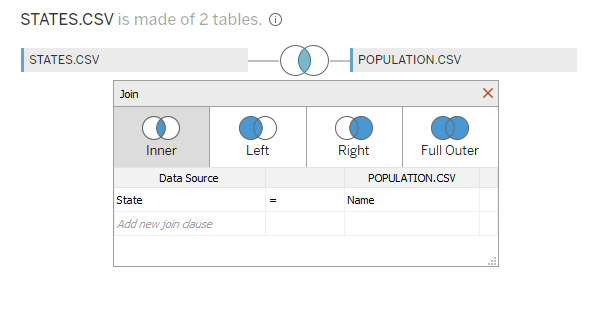 STATES.CSV is made of 2 tables.
STATES.CSV POPULATION.CSV
Join
Inner Left Right Full Outer
Data Source POPULATION.CSV
State = Name
Add new join clause